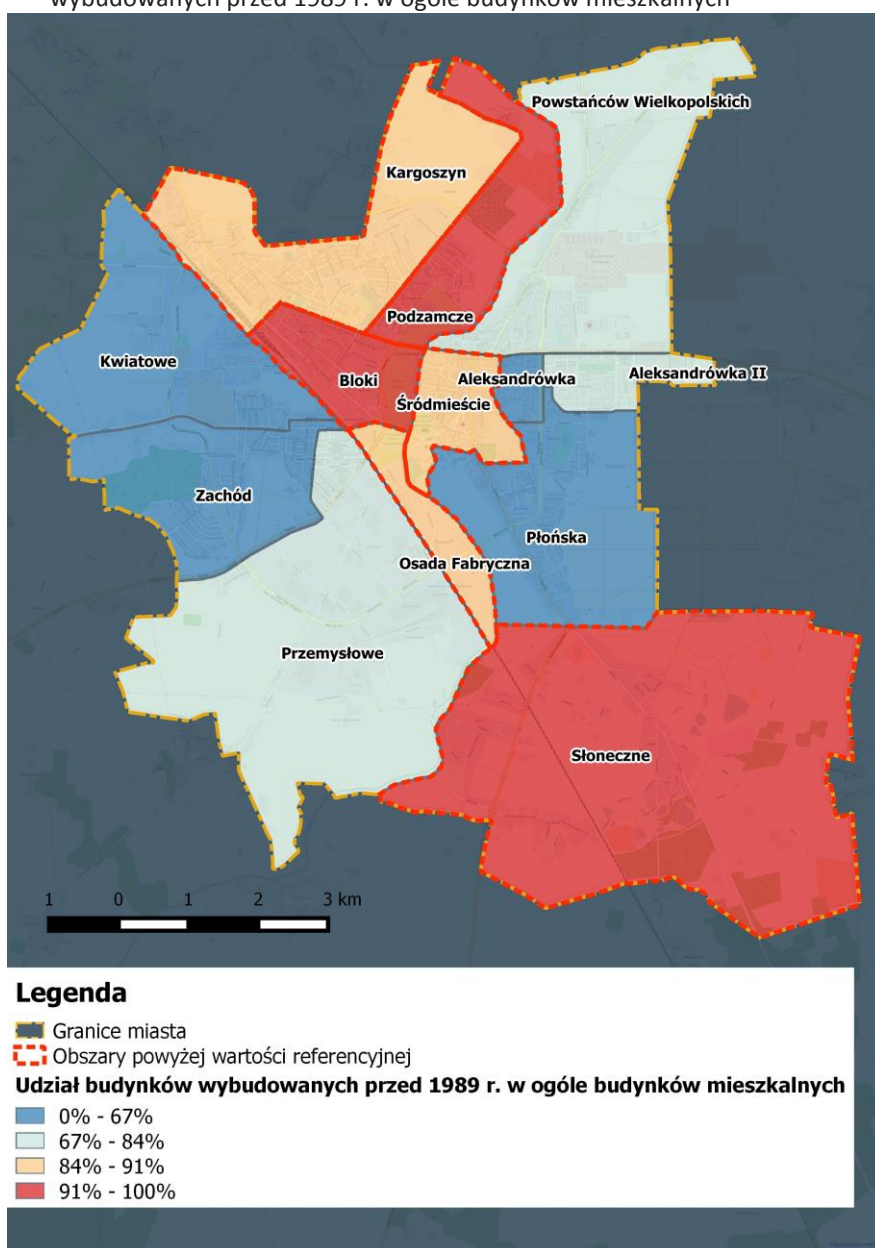 wybudowanych przed 1989 r. w ogóle budynków mieszkalnych
Powstańców Wielkopolskich
Kargoszyn
Podzamcze
Kwiatowe
Bloki
Aleksandrówka
Aleksandrówka II
Śródmieście
Zachód
Płońska
Osada Fabryczna
Przemysłowe
Słoneczne
1 0 1 2 3 km
Legenda
Granice miasta
Obszary powyżej wartości referencyjnej
Udział budynków wybudowanych przed 1989 r. w ogóle budynków mieszkalnych
0% - 67%
67% - 84%
84% - 91%
91% - 100%